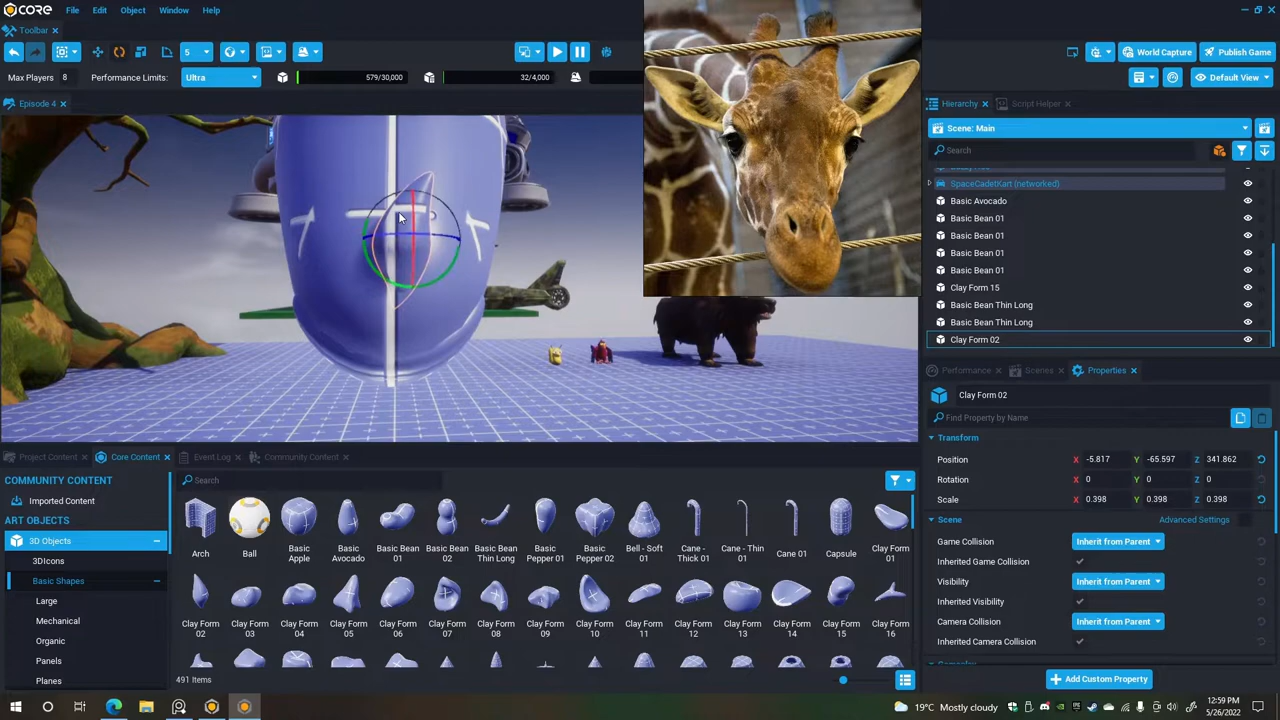 CORE File Edit Object Window Help
Toolbar
5 World Capture Publish Game
Max Players 8 Performance Limits: Ultra 579/30,000 32/4,000 Default View
Episode 4
Hierarchy Script Helper
Scene: Main
Search
SpaceCadetKart (networked)
Basic Avocado
Basic Bean 01
Basic Bean 01
Basic Bean 01
Basic Bean 01
Clay Form 15
Basic Bean Thin Long
Basic Bean Thin Long
Clay Form 02
Performance Scenes Properties
Clay Form 02
Find Property by Name
Transform
Position X -5.817 Y -65.597 Z 341.862
Rotation X 0 Y 0 Z 0
Scale X 0.398 Y 0.398 Z 0.398
Scene Advanced Settings
Game Collision Inherit from Parent
Inherited Game Collision
Visibility Inherit from Parent
Inherited Visibility
Camera Collision Inherit from Parent
Inherited Camera Collision
Add Custom Property
Project Content Core Content Event Log Community Content
COMMUNITY CONTENT
Imported Content
ART OBJECTS
3D Objects
3DIcons
Basic Shapes
Large
Mechanical
Organic
Panels
Planes
Search
Arch Ball Basic Apple Basic Avocado Basic Bean 01 Basic Bean 02 Basic Bean Thin Long Basic Pepper 01 Basic Pepper 02 Bell - Soft 01 Cane - Thick 01 Cane - Thin 01 Cane 01 Capsule Clay Form 01
Clay Form 02 Clay Form 03 Clay Form 04 Clay Form 05 Clay Form 06 Clay Form 07 Clay Form 08 Clay Form 09 Clay Form 10 Clay Form 11 Clay Form 12 Clay Form 13 Clay Form 14 Clay Form 15 Clay Form 16
491 Items
19°C Mostly cloudy 12:59 PM
5/26/2022